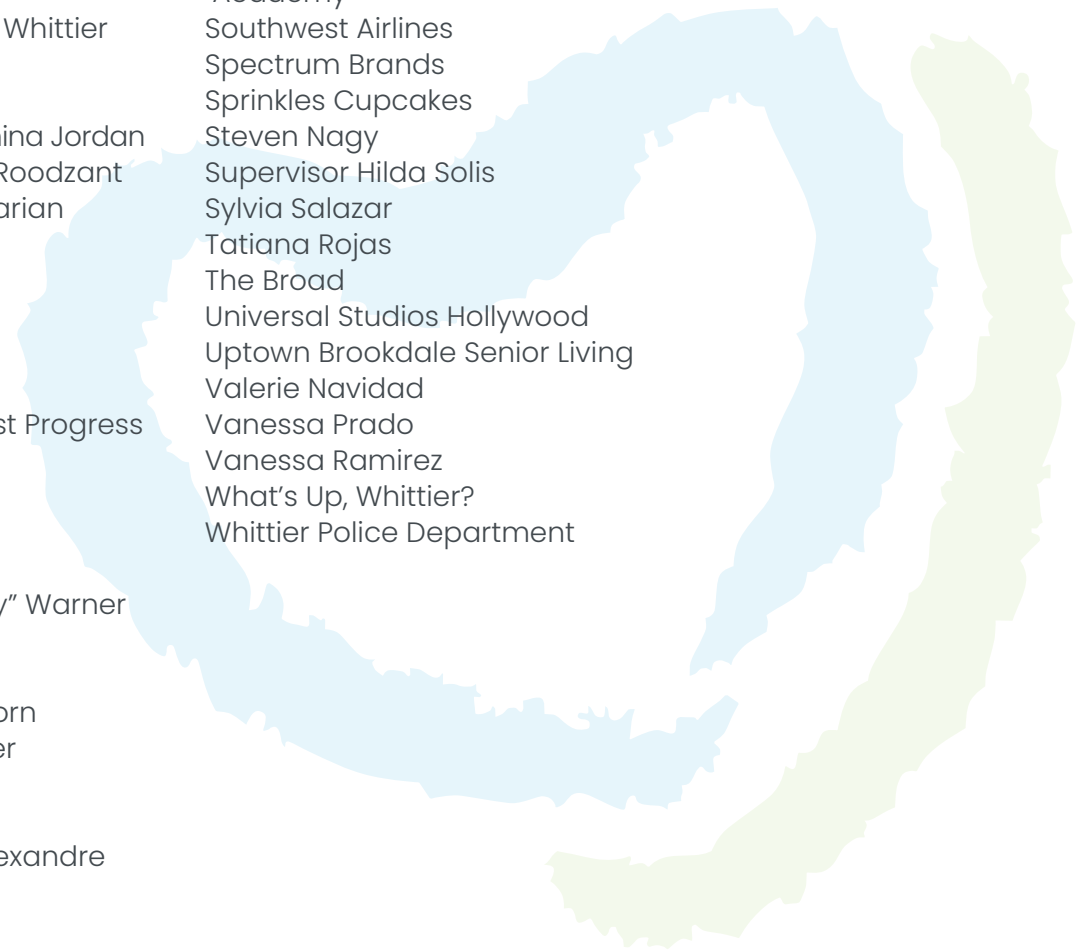 Whittier
ina Jordan
Roodzant
arian
st Progress
y” Warner
orn
er
exandre
Academy
Southwest Airlines
Spectrum Brands
Sprinkles Cupcakes
Steven Nagy
Supervisor Hilda Solis
Sylvia Salazar
Tatiana Rojas
The Broad
Universal Studios Hollywood
Uptown Brookdale Senior Living
Valerie Navidad
Vanessa Prado
Vanessa Ramirez
What’s Up, Whittier?
Whittier Police Department